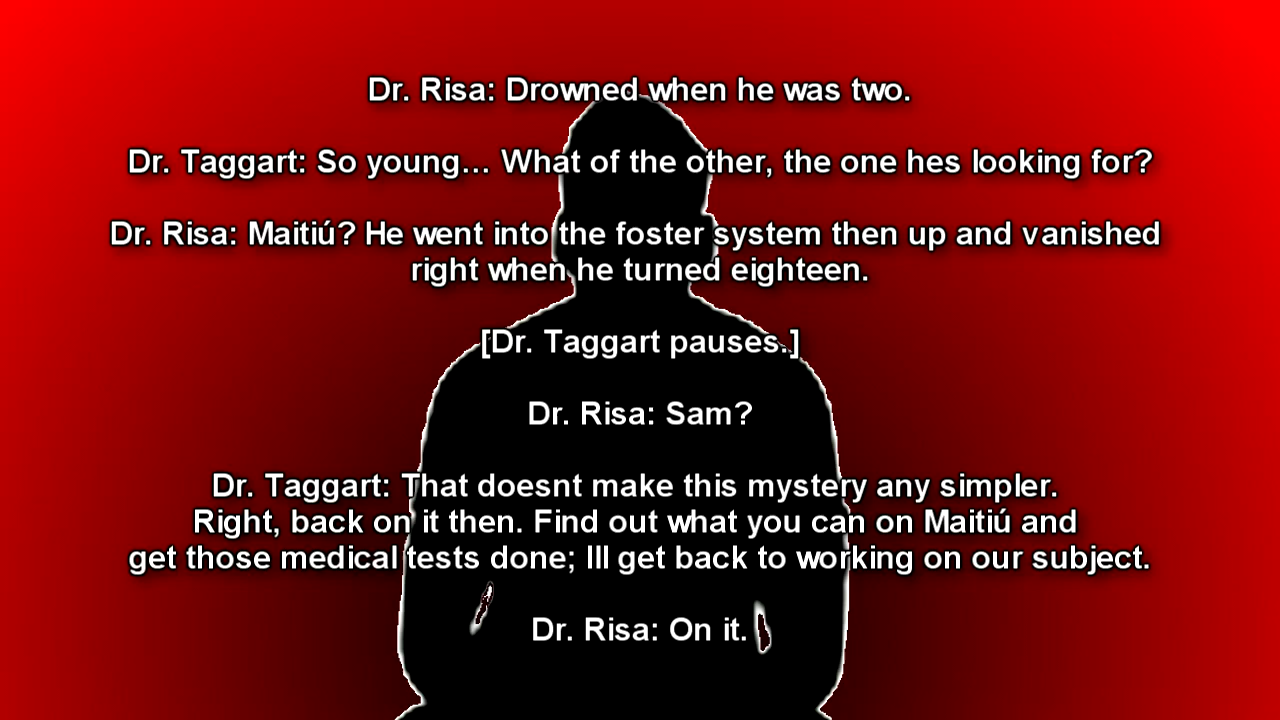 Dr. Risa: Drowned when he was two.
Dr. Taggart: So young... What of the other, the one hes looking for?
Dr. Risa: Maitiú? He went into the foster system then up and vanished
right when he turned eighteen.
[Dr. Taggart pauses.]
Dr. Risa: Sam?
Dr. Taggart: That doesnt make this mystery any simpler.
Right, back on it then. Find out what you can on Maitiú and
get those medical tests done; Ill get back to working on our subject.
Dr. Risa: On it.